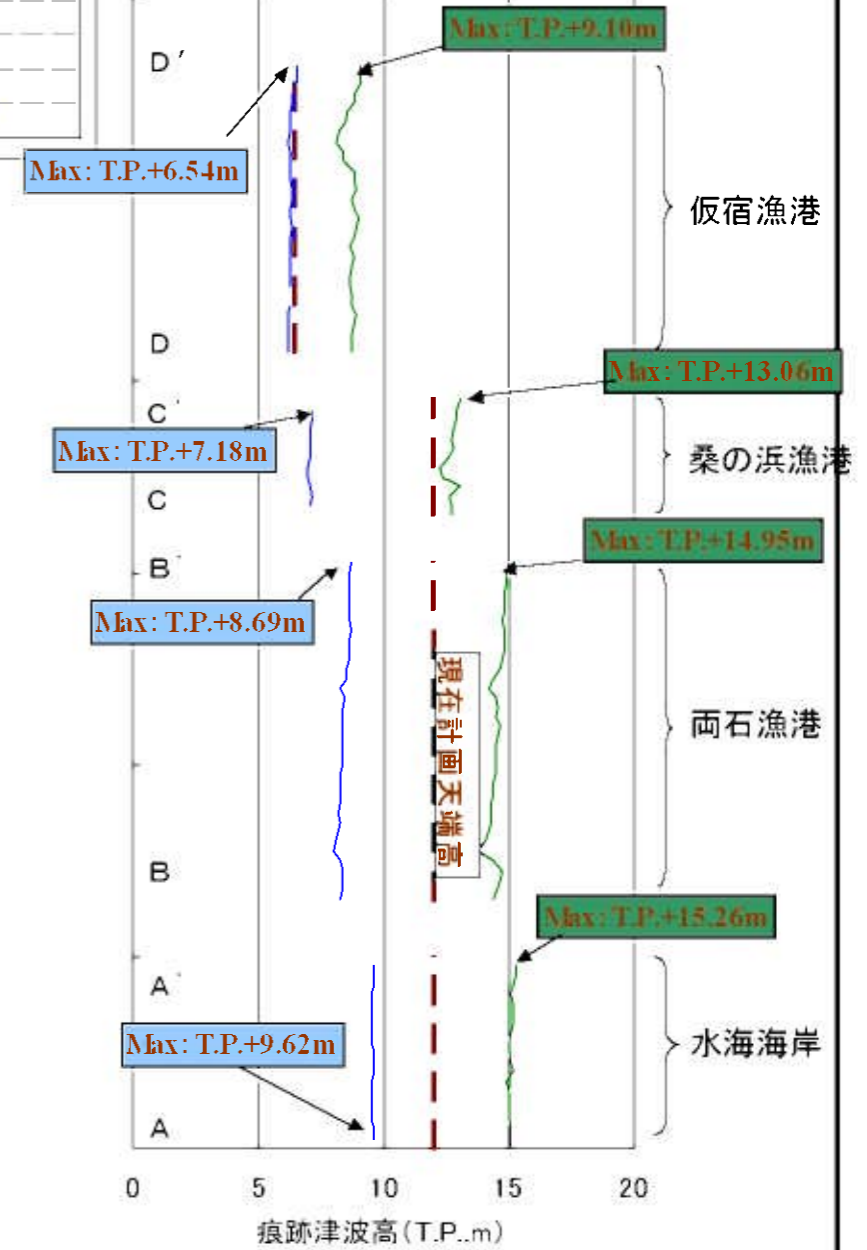 Max: T.P.+9.10m
D′
Max: T.P.+6.54m
仮宿漁港
D
Max: T.P.+13.06m
C'
Max: T.P.+7.18m
桑の浜漁港
C
Max: T.P.+14.95m
B'
Max: T.P.+8.69m
現在計画天端高
両石漁港
B
Max: T.P.+15.26m
A'
Max: T.P.+9.62m
水海海岸
A
0 5 10 15 20
痕跡津波高(T.P..m)